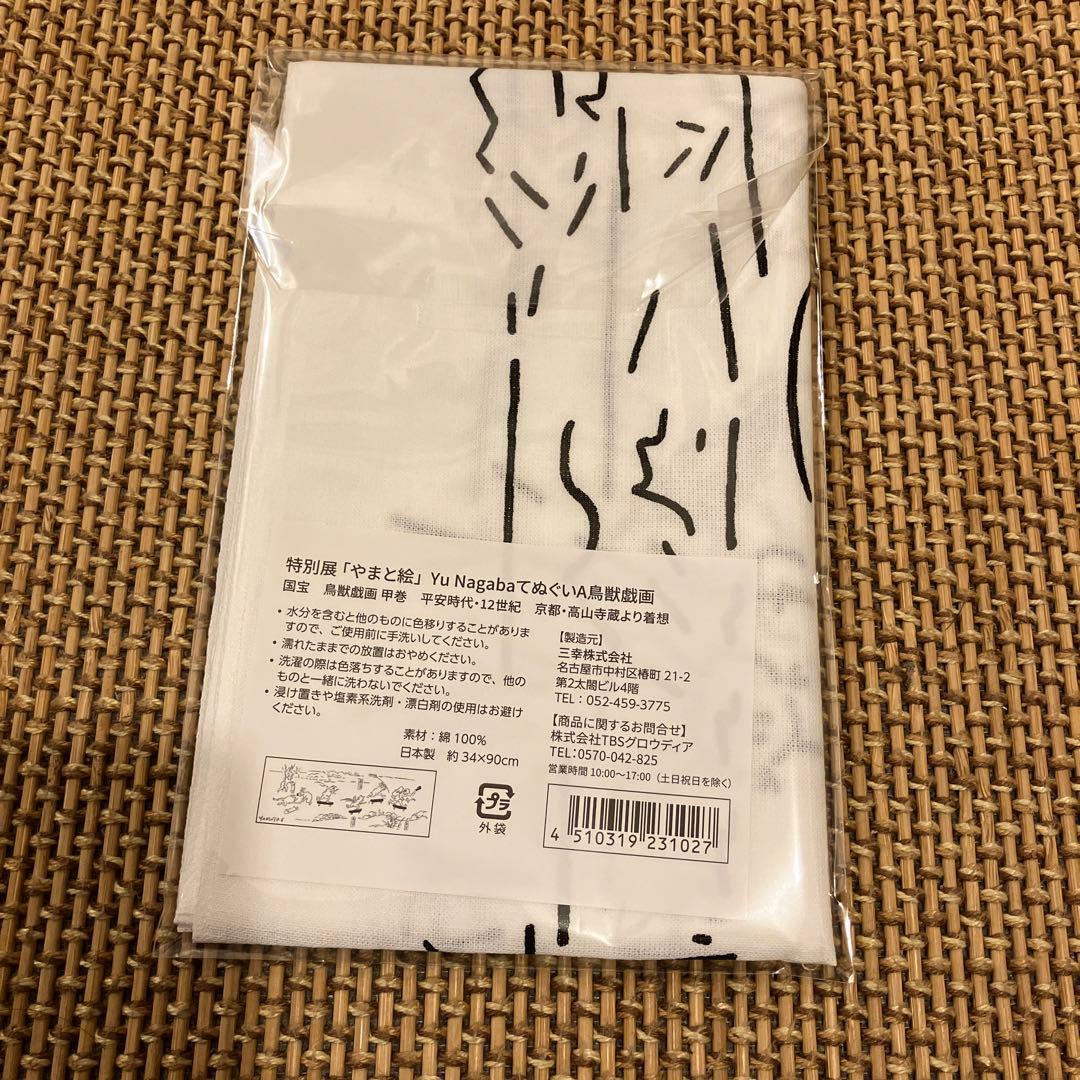 特別展「やまと絵」Yu NagabaてぬぐいA鳥獣戯画
国宝　鳥獣戯画 甲巻　平安時代・12世紀　京都・高山寺蔵より着想
• 水分を含むと他のものに色移りすることがありま
すので、ご使用前に手洗いしてください。
• 濡れたままでの放置はおやめください。
• 洗濯の際は色落ちすることがありますので、他の
ものと一緒に洗わないでください。
• 浸け置きや塩素系洗剤・漂白剤の使用はお避け
ください。
素材：綿 100%
日本製　約 34×90cm
【製造元】
三幸株式会社
名古屋市中村区椿町 21-2
第2太閤ビル4階
TEL：052-459-3775
【商品に関するお問合せ】
株式会社TBSグロウディア
TEL:0570-042-825
営業時間 10:00～17:00（土日祝日を除く）
プラ
外袋
4 510319 231027